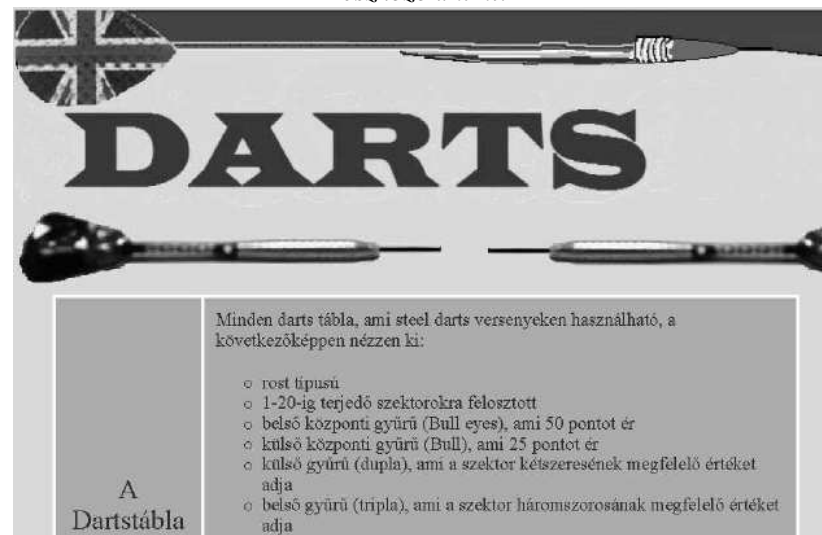 DARTS
A
Dartstábla
Minden darts tábla, ami steel darts versenyeken használható, a
következőképpen nézzen ki:
rost típusú
1-20-ig terjedő szektorokra felosztott
belső központi gyűrű (Bull eyes), ami 50 pontot ér
külső központi gyűrű (Bull), ami 25 pontot ér
külső gyűrű (dupla), ami a szektor kétszeresének megfelelő értéket
adja
belső gyűrű (tripla), ami a szektor háromszorosának megfelelő értéket
adja